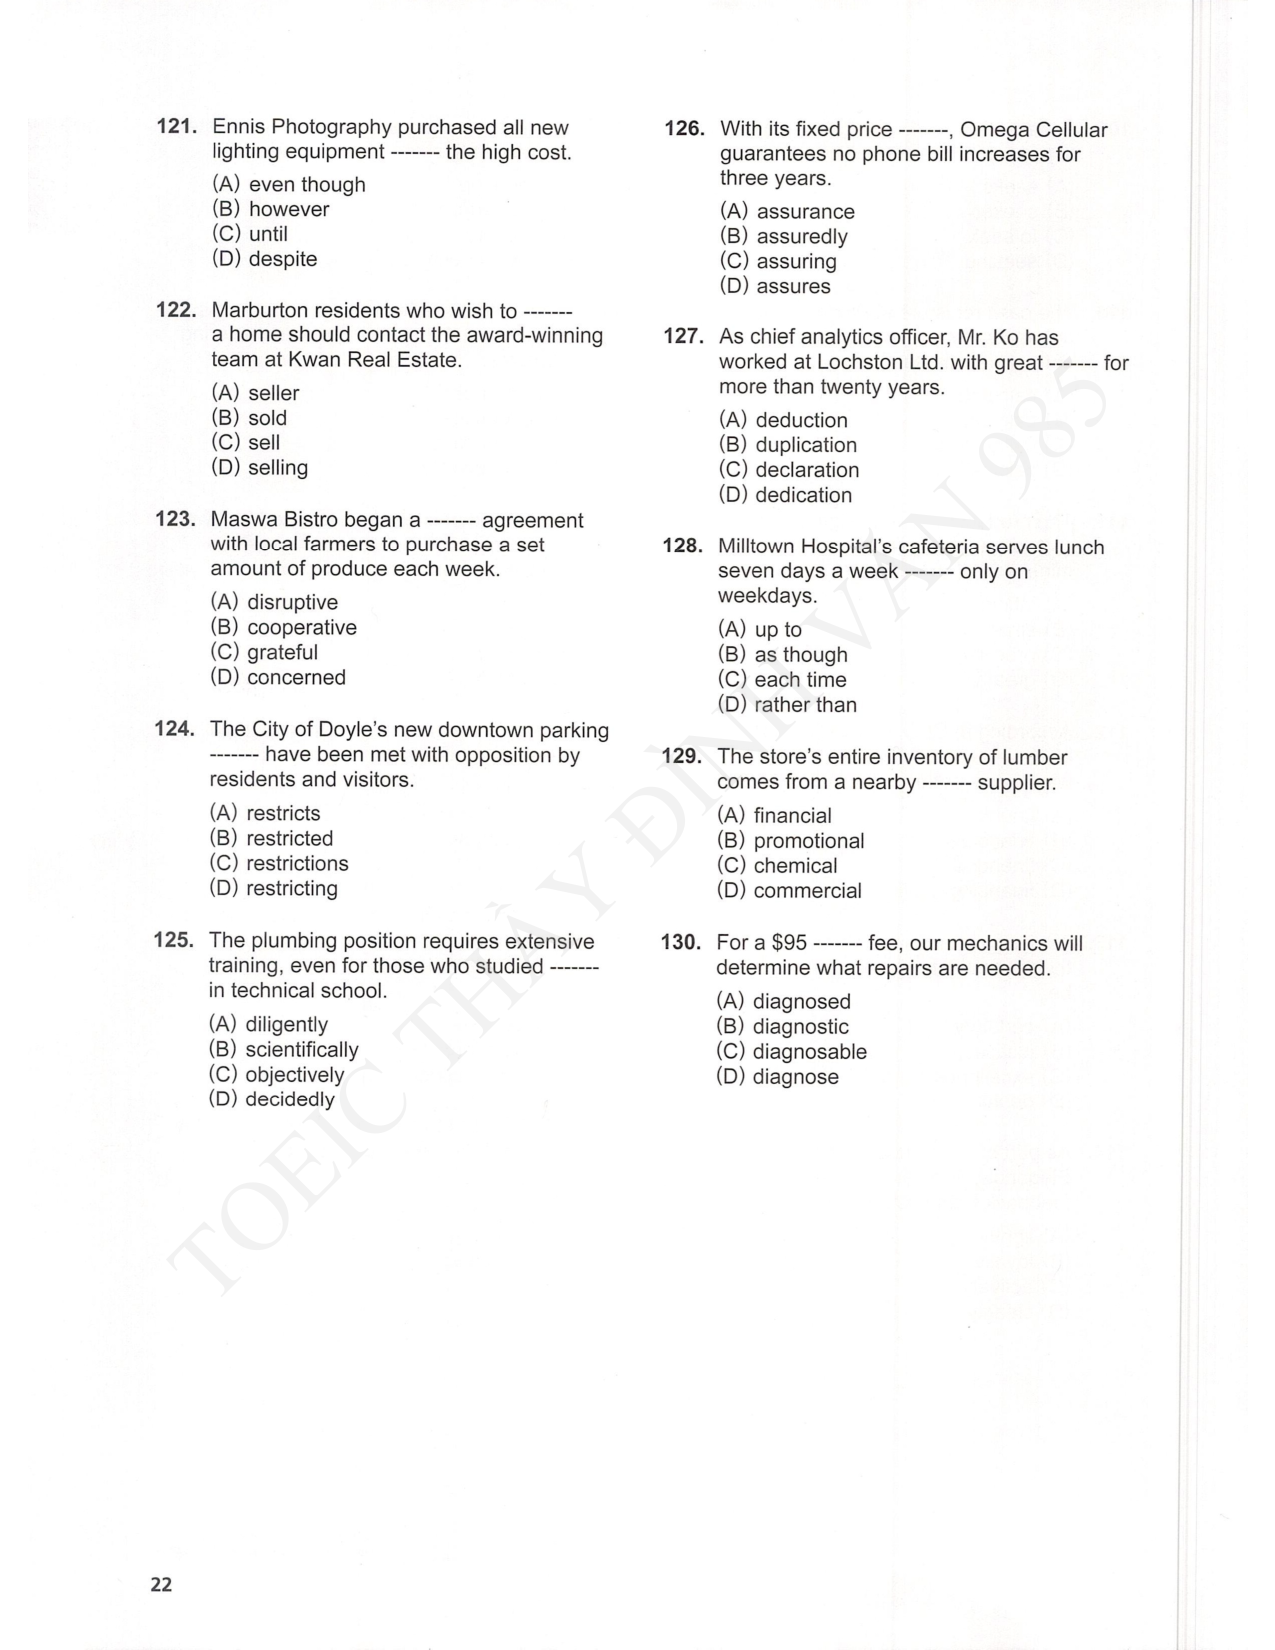 121. Ennis Photography purchased all new
lighting equipment ------- the high cost.
(A) even though
(B) however
(C) until
(D) despite
122. Marburton residents who wish to -------
a home should contact the award-winning
team at Kwan Real Estate.
(A) seller
(B) sold
(C) sell
(D) selling
123. Maswa Bistro began a ------- agreement
with local farmers to purchase a set
amount of produce each week.
(A) disruptive
(B) cooperative
(C) grateful
(D) concerned
124. The City of Doyle's new downtown parking
------- have been met with opposition by
residents and visitors.
(A) restricts
(B) restricted
(C) restrictions
(D) restricting
125. The plumbing position requires extensive
training, even for those who studied -------
in technical school.
(A) diligently
(B) scientifically
(C) objectively
(D) decidedly
126. With its fixed price -------, Omega Cellular
guarantees no phone bill increases for
three years.
(A) assurance
(B) assuredly
(C) assuring
(D) assures
127. As chief analytics officer, Mr. Ko has
worked at Lochston Ltd. with great ------- for
more than twenty years.
(A) deduction
(B) duplication
(C) declaration
(D) dedication
128. Milltown Hospital's cafeteria serves lunch
seven days a week ------- only on
weekdays.
(A) up to
(B) as though
(C) each time
(D) rather than
129. The store's entire inventory of lumber
comes from a nearby ------- supplier.
(A) financial
(B) promotional
(C) chemical
(D) commercial
130. For a $95 ------- fee, our mechanics will
determine what repairs are needed.
(A) diagnosed
(B) diagnostic
(C) diagnosable
(D) diagnose
TOEIC THẦY ĐÌNH VĂN 985
22